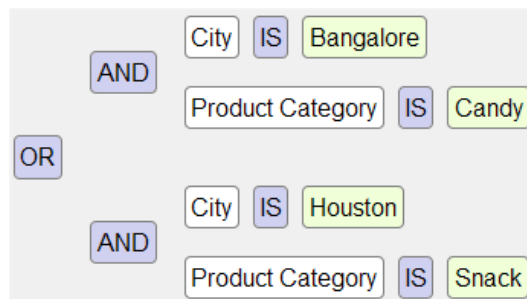 City IS Bangalore
AND
Product Category IS Candy
OR
City IS Houston
AND
Product Category IS Snack